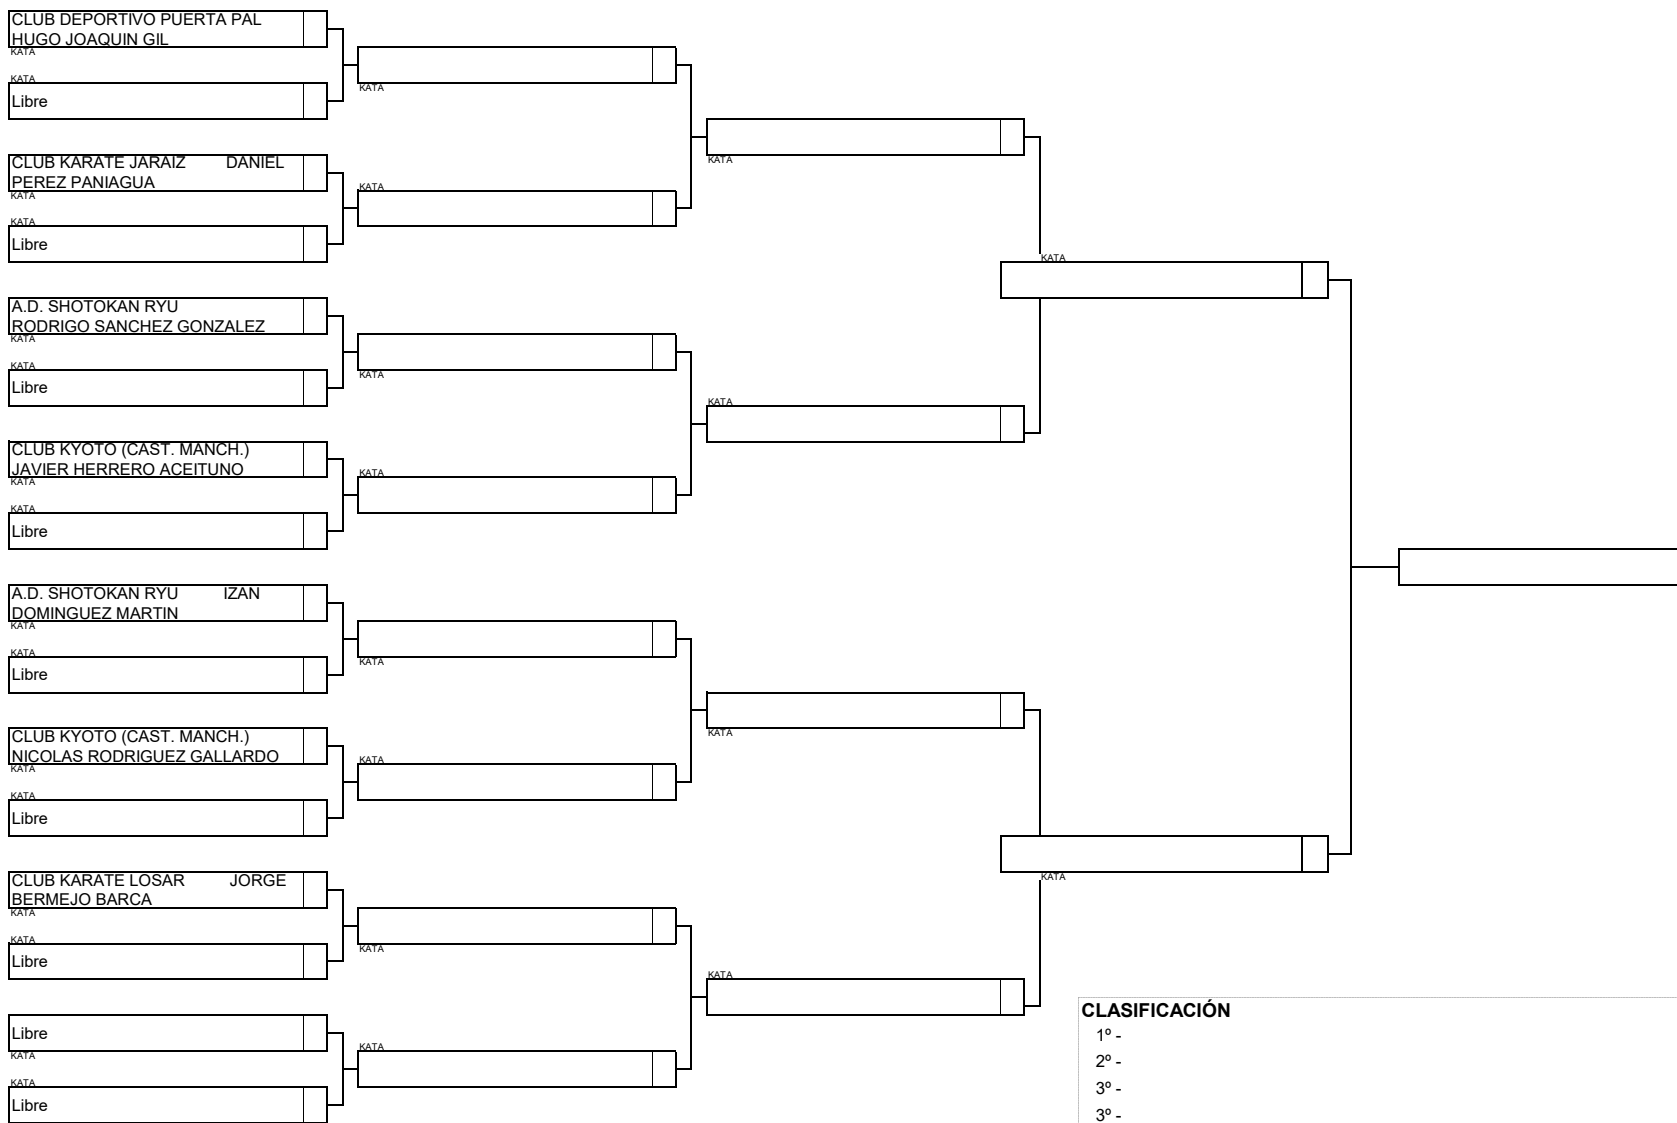 CLUB DEPORTIVO PUERTA PAL
HUGO JOAQUIN GIL
KATA
KATA
Libre
CLUB KARATE JARAIZ DANIEL
PEREZ PANIAGUA
KATA
KATA
Libre
A.D. SHOTOKAN RYU
RODRIGO SANCHEZ GONZALEZ
KATA
KATA
Libre
CLUB KYOTO (CAST. MANCH.)
JAVIER HERRERO ACEITUNO
KATA
KATA
Libre
A.D. SHOTOKAN RYU IZAN
DOMINGUEZ MARTIN
KATA
KATA
Libre
CLUB KYOTO (CAST. MANCH.)
NICOLAS RODRIGUEZ GALLARDO
KATA
KATA
Libre
CLUB KARATE LOSAR JORGE
BERMEJO BARCA
KATA
KATA
Libre
Libre
KATA
KATA
Libre
KATA
KATA
KATA
KATA
KATA
KATA
KATA
KATA
KATA
KATA
KATA
KATA
KATA
KATA
CLASIFICACIÓN
1º -
2º -
3º -
3º -